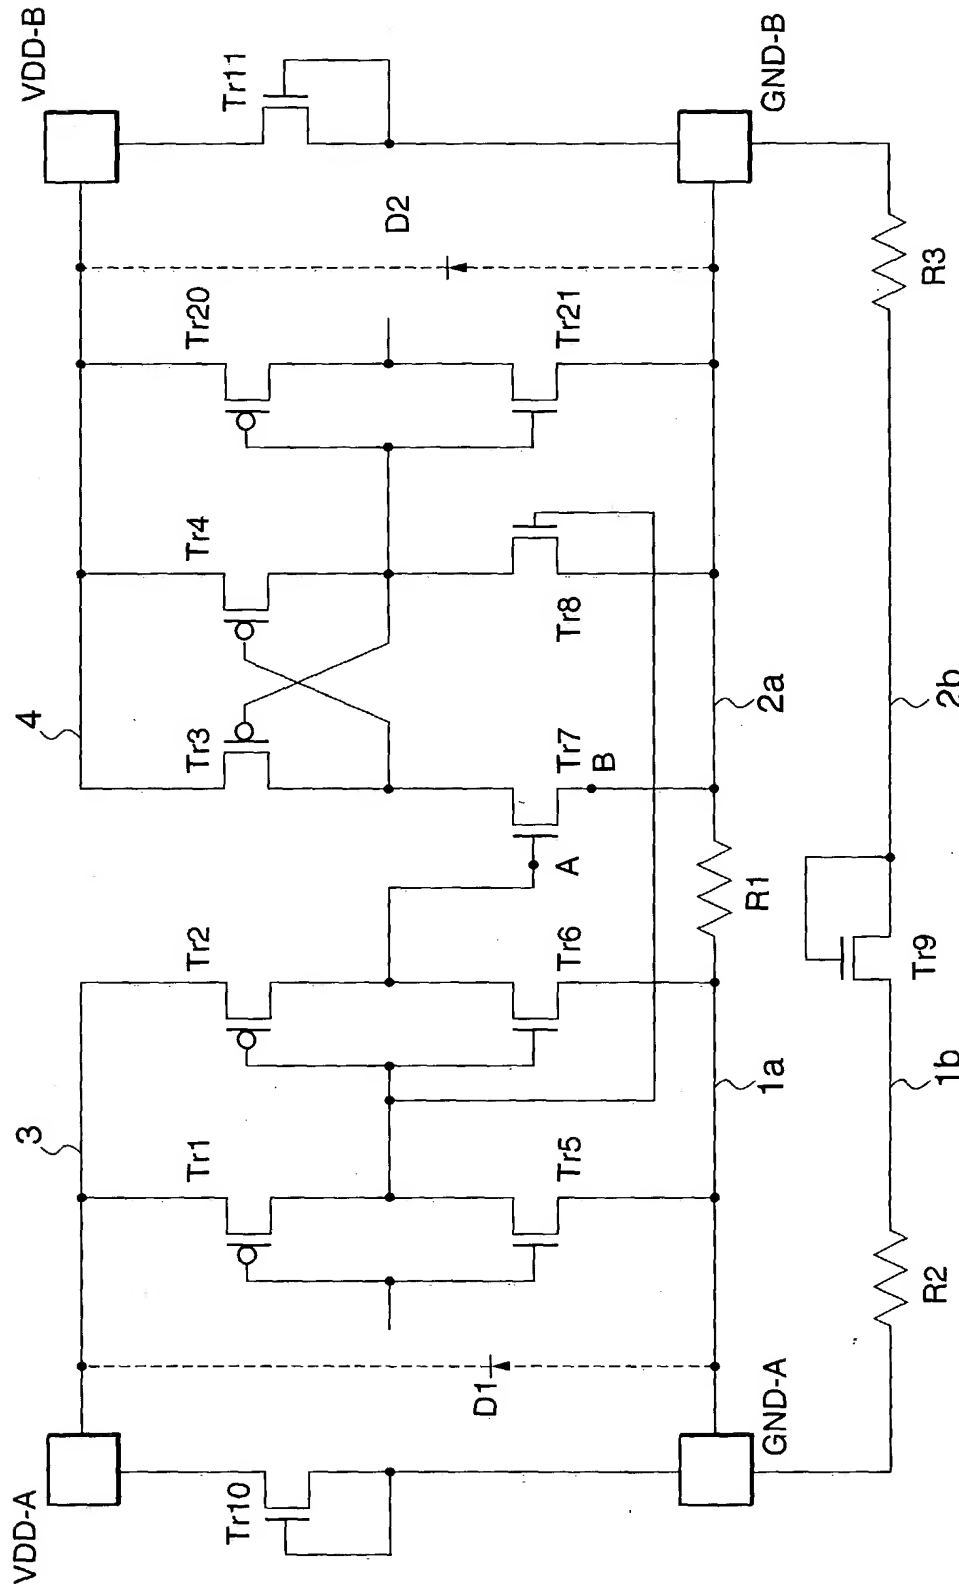 VDD-A
VDD-B
3
4
Tr10
Tr1
Tr2
Tr3
Tr4
Tr20
Tr11
D1
D2
Tr5
Tr6
A
Tr7
B
Tr8
Tr21
GND-A
GND-B
1a
R1
2a
R2
1b
Tr9
2b
R3